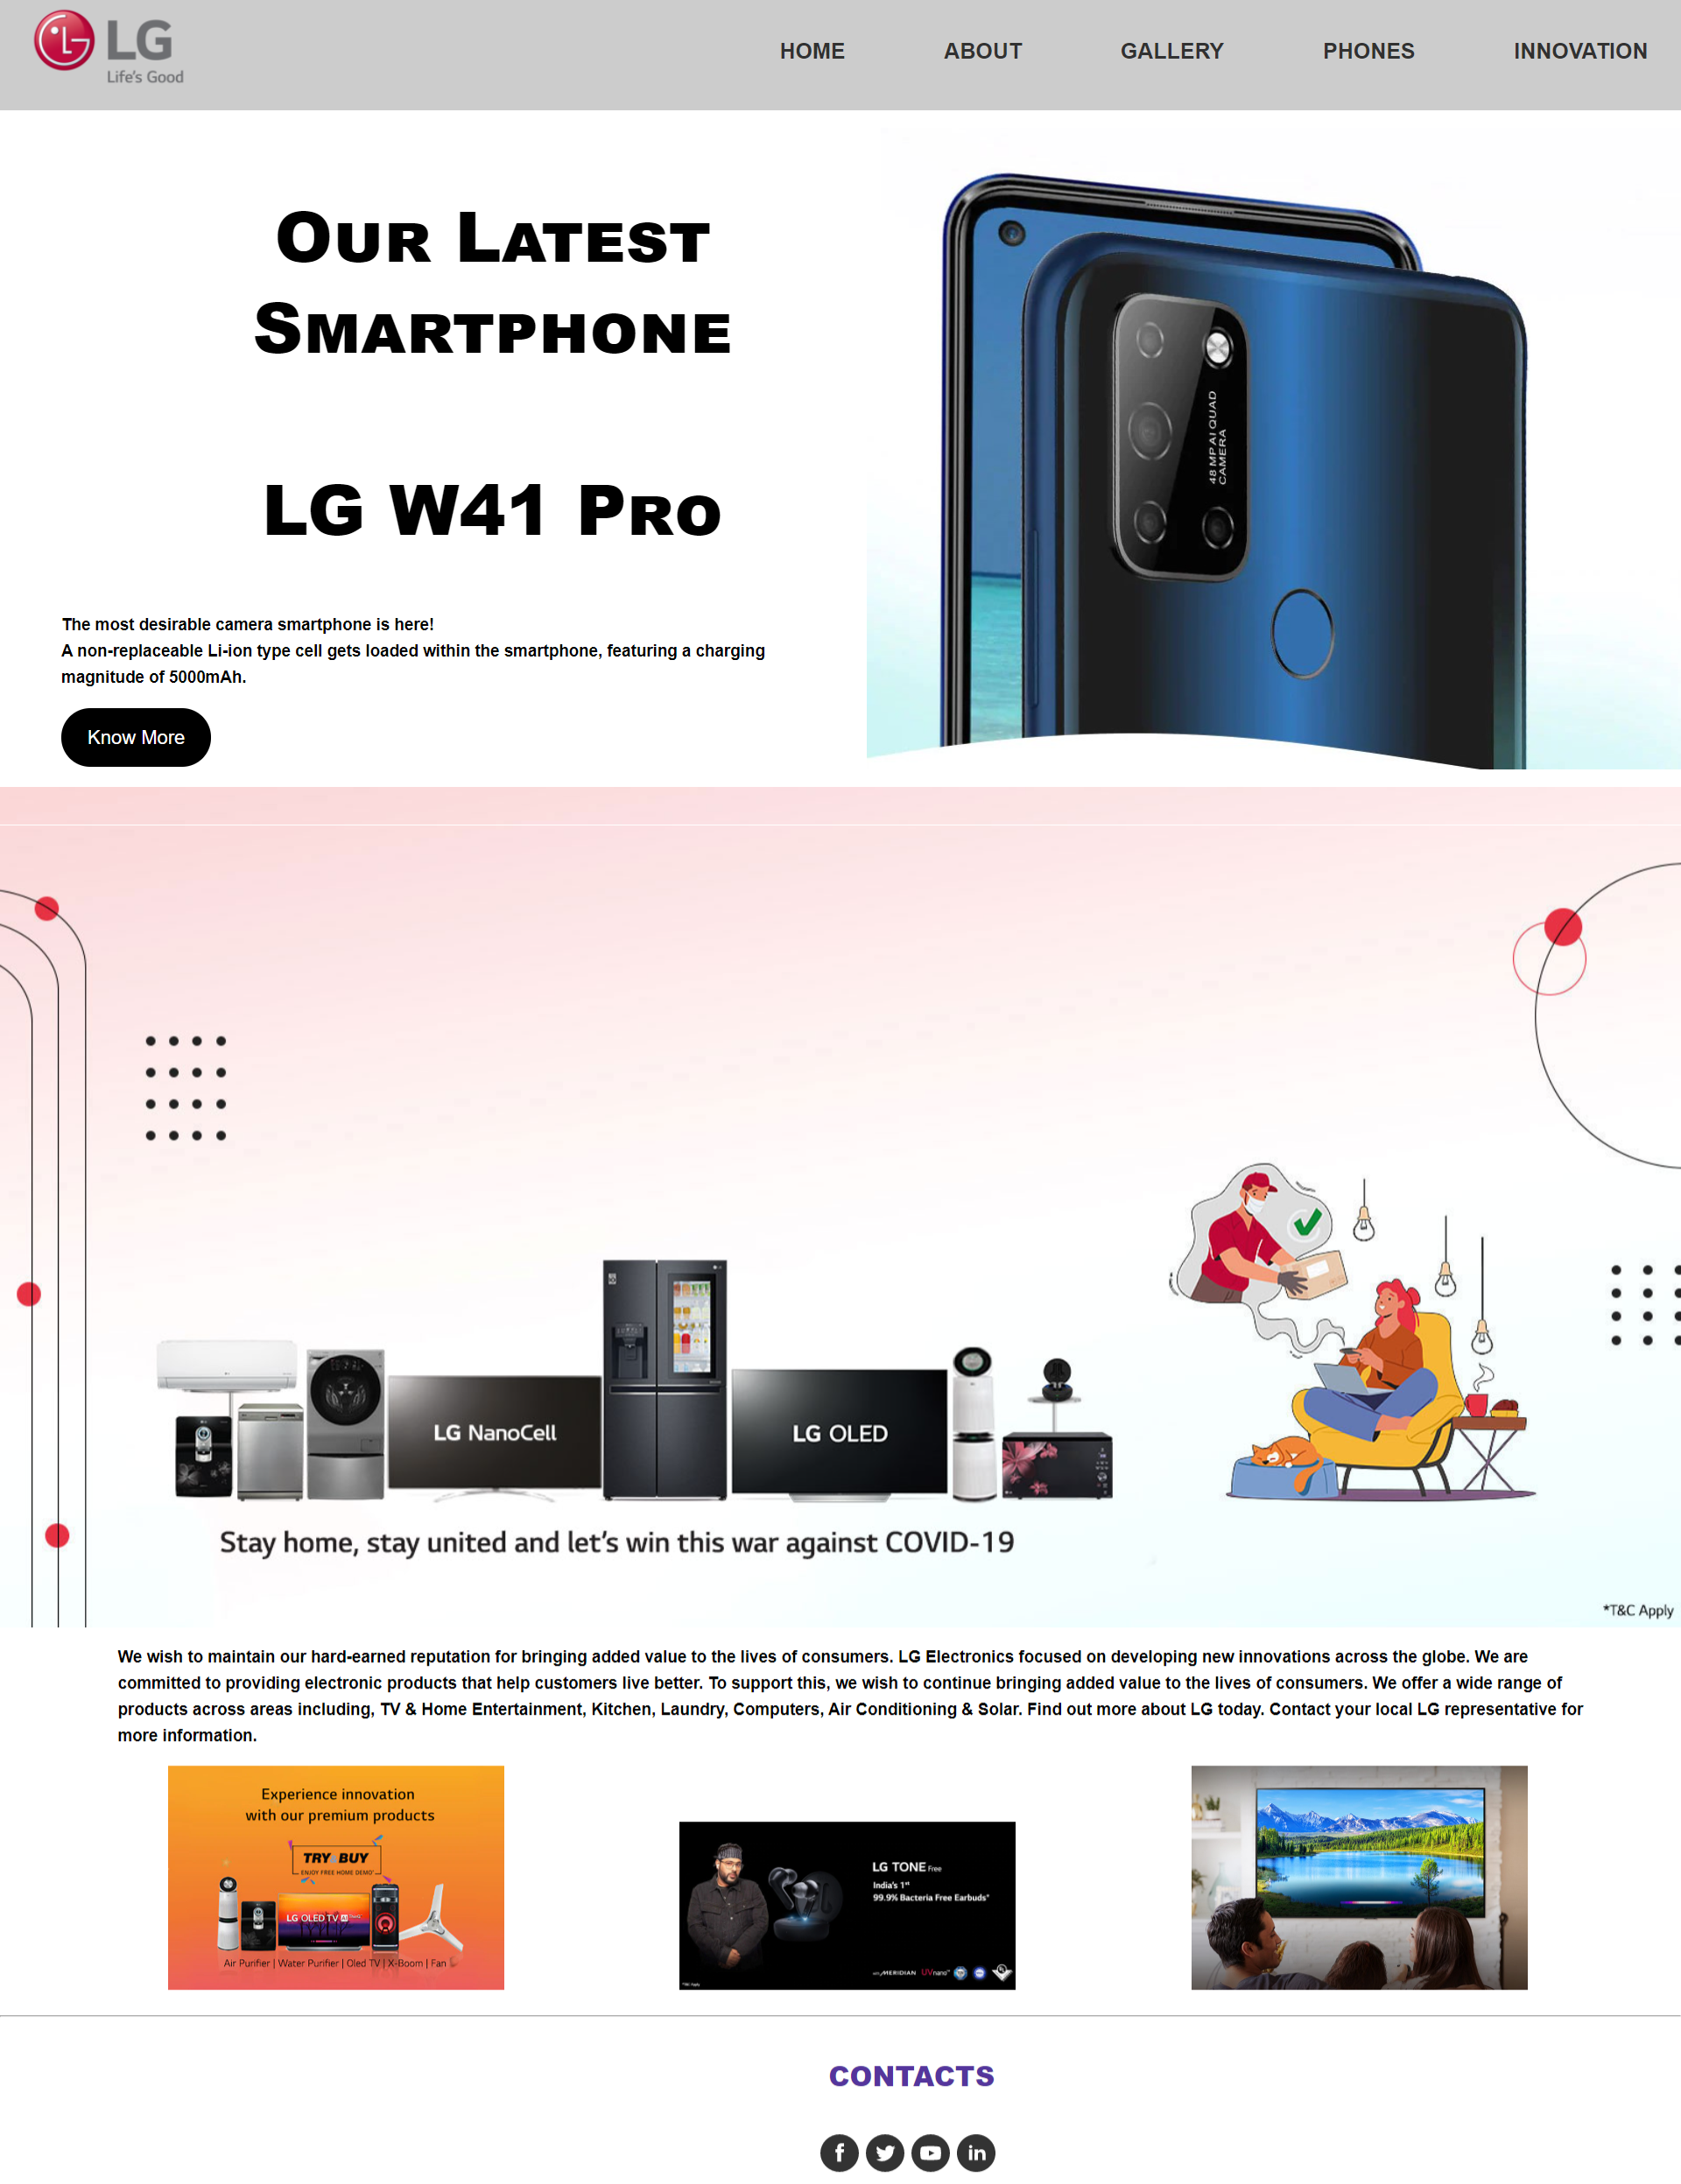 LG
Life's Good
HOME
ABOUT
GALLERY
PHONES
INNOVATION
Our Latest
Smartphone
LG W41 Pro
The most desirable camera smartphone is here!
A non-replaceable Li-ion type cell gets loaded within the smartphone, featuring a charging
magnitude of 5000mAh.
Know More
48 MP AI QUAD
CAMERA
LG NanoCell
LG OLED
Stay home, stay united and let's win this war against COVID-19
*T&C Apply
We wish to maintain our hard-earned reputation for bringing added value to the lives of consumers. LG Electronics focused on developing new innovations across the globe. We are
committed to providing electronic products that help customers live better. To support this, we wish to continue bringing added value to the lives of consumers. We offer a wide range of
products across areas including, TV & Home Entertainment, Kitchen, Laundry, Computers, Air Conditioning & Solar. Find out more about LG today. Contact your local LG representative for
more information.
Experience innovation
with our premium products
TRY & BUY
ENJOY FREE HOME DEMO*
LG OLED TV AI
Air Purifier | Water Purifier | Oled TV | X-Boom | Fan
LG TONE Free
India's 1st
99.9% Bacteria Free Earbuds*
with MERIDIAN UVnano
*T&C Apply
CONTACTS